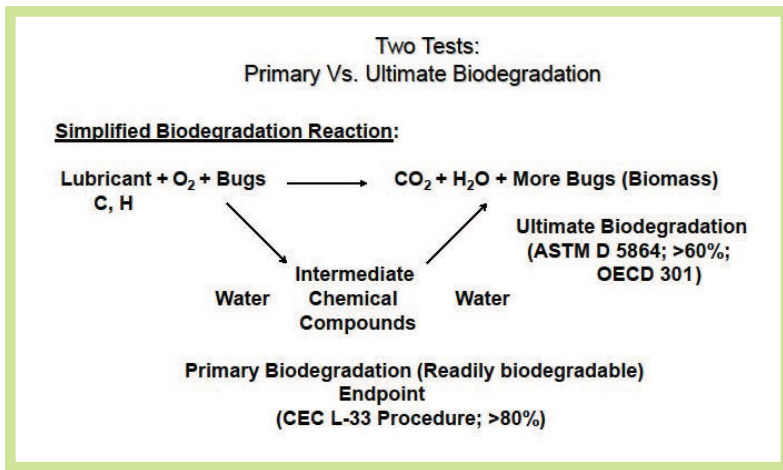 Two Tests:
Primary Vs. Ultimate Biodegradation
Simplified Biodegradation Reaction:
Lubricant + O₂ + Bugs
CO₂ + H₂O + More Bugs (Biomass)
C, H
Ultimate Biodegradation
(ASTM D 5864; >60%;
OECD 301)
Intermediate
Water
Chemical
Water
Compounds
Primary Biodegradation (Readily biodegradable)
Endpoint
(CEC L-33 Procedure; >80%)